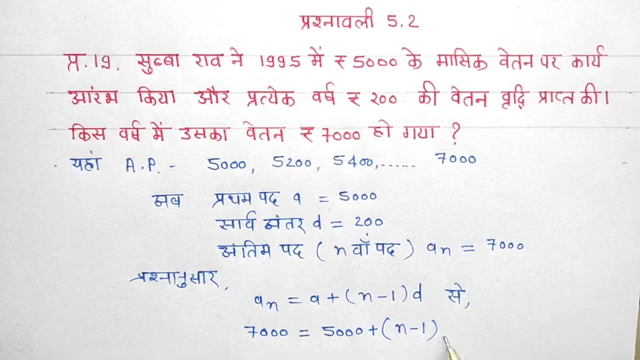 प्रश्नावली 5.2
प्र.19. सुब्बा राव ने 1995 में ₹ 5000 के मासिक वेतन पर कार्य
आरंभ किया और प्रत्येक वर्ष ₹ 200 की वेतन वृद्धि प्राप्त की।
किस वर्ष में उसका वेतन ₹ 7000 हो गया ?
यहां A.P. - 5000, 5200, 5400, ...... 7000
अब प्रथम पद a = 5000
सार्व अंतर d = 200
अंतिम पद ( n वाँ पद ) an = 7000
प्रश्नानुसार,
an = a + (n-1) d से,
7000 = 5000 + (n-1)